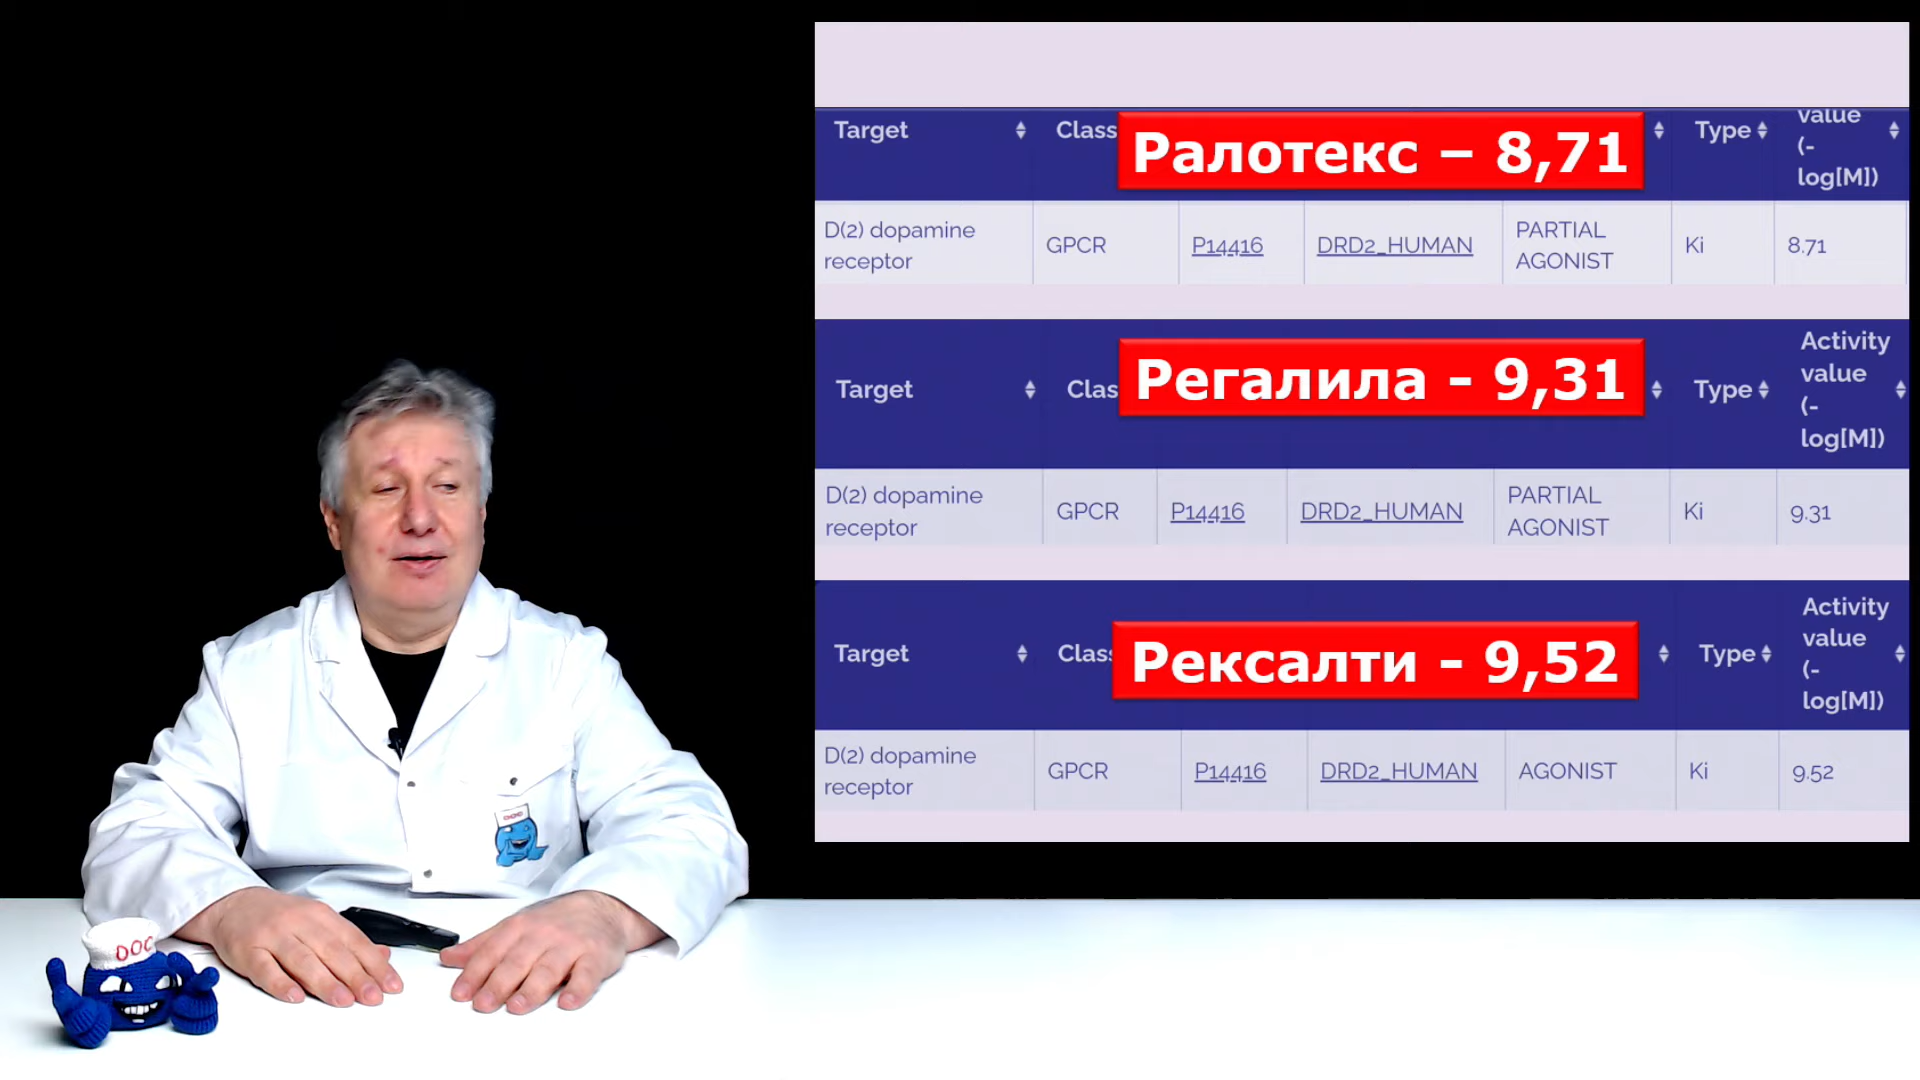 Target
Class
Ралотекс – 8,71
Type
value
(-
log[M])
D(2) dopamine
receptor
GPCR
P14416
DRD2_HUMAN
PARTIAL
AGONIST
Ki
8.71
Target
Clas
Регалила - 9,31
Type
Activity
value
(-
log[M])
D(2) dopamine
receptor
GPCR
P14416
DRD2_HUMAN
PARTIAL
AGONIST
Ki
9.31
Target
Clas
Рексалти - 9,52
Type
Activity
value
(-
log[M])
D(2) dopamine
receptor
GPCR
P14416
DRD2_HUMAN
AGONIST
Ki
9.52
DOC